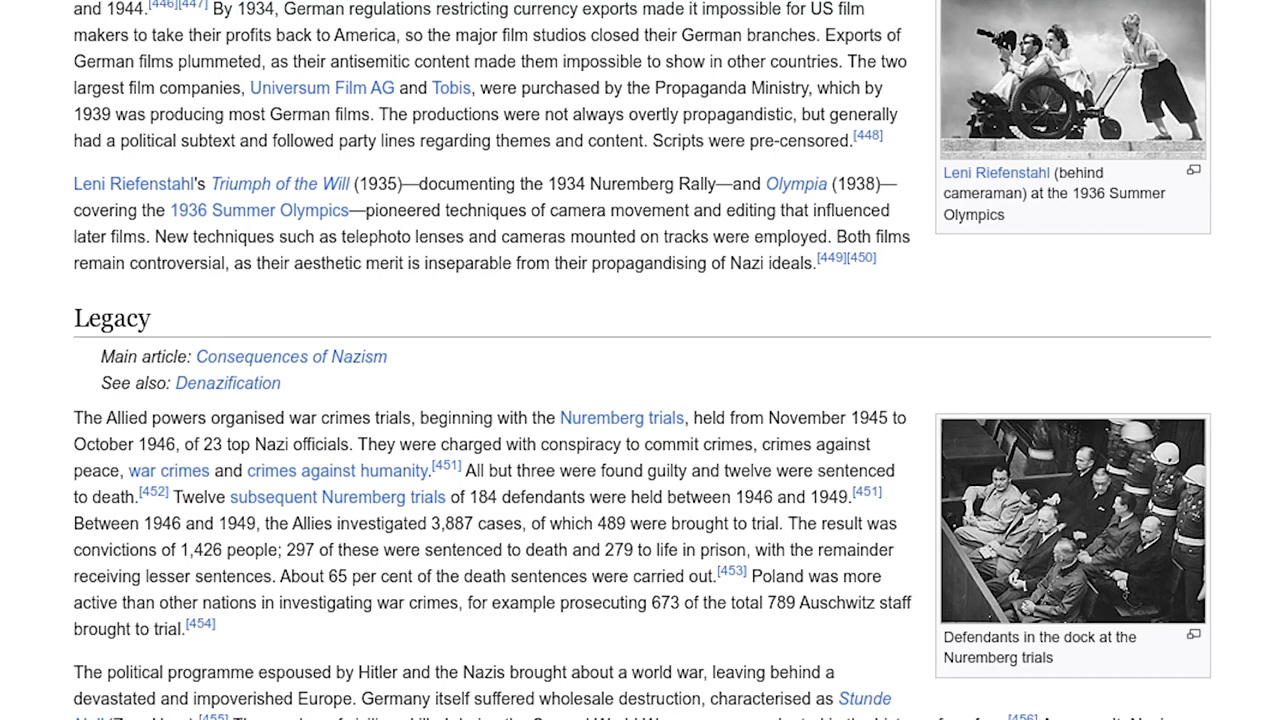 and 1944.[446][447] By 1934, German regulations restricting currency exports made it impossible for US film
makers to take their profits back to America, so the major film studios closed their German branches. Exports of
German films plummeted, as their antisemitic content made them impossible to show in other countries. The two
largest film companies, Universum Film AG and Tobis, were purchased by the Propaganda Ministry, which by
1939 was producing most German films. The productions were not always overtly propagandistic, but generally
had a political subtext and followed party lines regarding themes and content. Scripts were pre-censored.[448]
Leni Riefenstahl's Triumph of the Will (1935)—documenting the 1934 Nuremberg Rally—and Olympia (1938)—
covering the 1936 Summer Olympics—pioneered techniques of camera movement and editing that influenced
later films. New techniques such as telephoto lenses and cameras mounted on tracks were employed. Both films
remain controversial, as their aesthetic merit is inseparable from their propagandising of Nazi ideals.[449][450]
Leni Riefenstahl (behind
cameraman) at the 1936 Summer
Olympics
Legacy
Main article: Consequences of Nazism
See also: Denazification
The Allied powers organised war crimes trials, beginning with the Nuremberg trials, held from November 1945 to
October 1946, of 23 top Nazi officials. They were charged with conspiracy to commit crimes, crimes against
peace, war crimes and crimes against humanity.[451] All but three were found guilty and twelve were sentenced
to death.[452] Twelve subsequent Nuremberg trials of 184 defendants were held between 1946 and 1949.[451]
Between 1946 and 1949, the Allies investigated 3,887 cases, of which 489 were brought to trial. The result was
convictions of 1,426 people; 297 of these were sentenced to death and 279 to life in prison, with the remainder
receiving lesser sentences. About 65 per cent of the death sentences were carried out.[453] Poland was more
active than other nations in investigating war crimes, for example prosecuting 673 of the total 789 Auschwitz staff
brought to trial.[454]
Defendants in the dock at the
Nuremberg trials
The political programme espoused by Hitler and the Nazis brought about a world war, leaving behind a
devastated and impoverished Europe. Germany itself suffered wholesale destruction, characterised as Stunde
[455] [456]